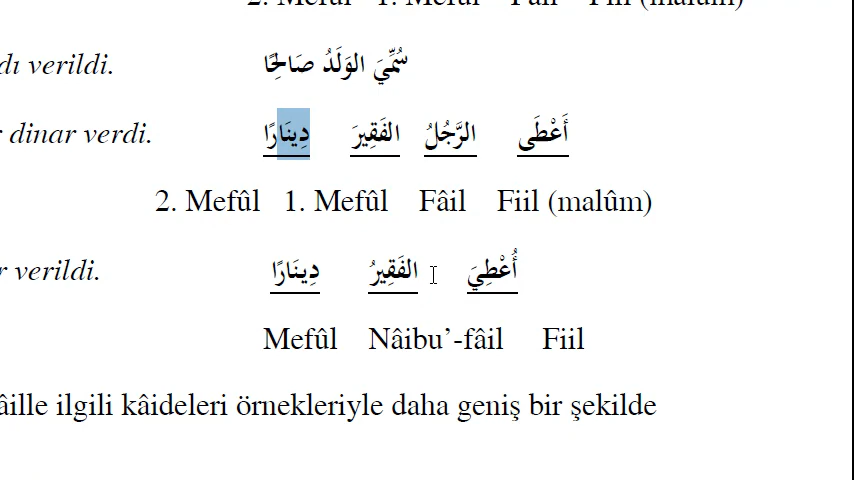 dı verildi. سُمِّيَ الوَلَدُ صَالِحًا
dinar verdi. أَعْطَى الرَّجُلُ الفَقِيرَ دِينَارًا
2. Mefûl 1. Mefûl Fâil Fiil (malûm)
verildi. أُعْطِيَ الفَقِيرُ دِينَارًا
Mefûl Nâibu’-fâil Fiil
âille ilgili kâideleri örnekleriyle daha geniş bir şekilde